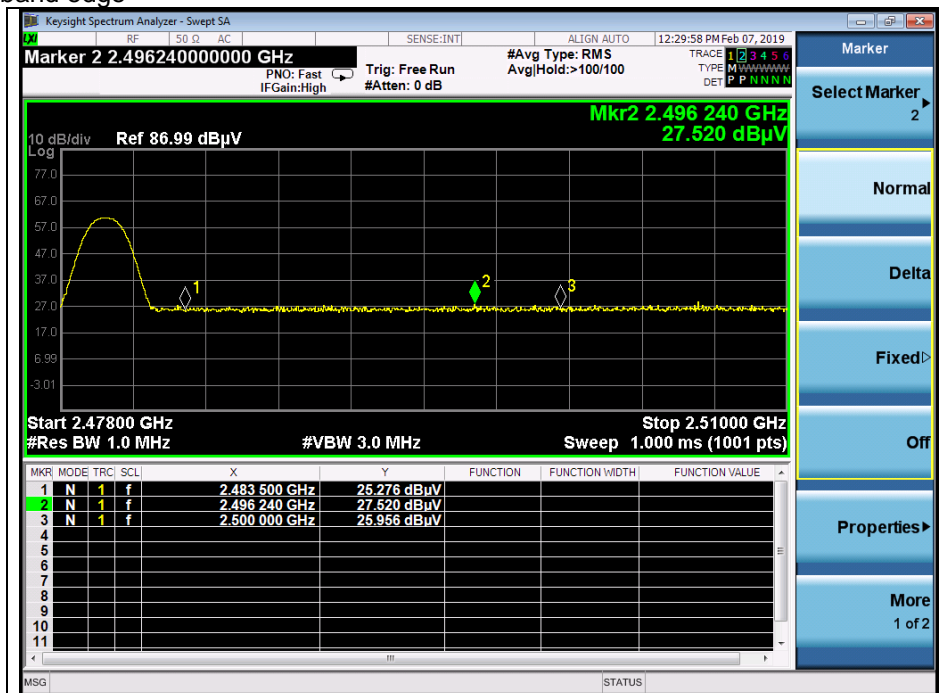 band edge
Keysight Spectrum Analyzer - Swept SA
LXI RF 50 Ω AC SENSE:INT ALIGN AUTO 12:29:58 PM Feb 07, 2019
Marker 2 2.496240000000 GHz
PNO: Fast
IFGain:High
Trig: Free Run
#Atten: 0 dB
#Avg Type: RMS
Avg|Hold:>100/100
TRACE 1 2 3 4 5 6
TYPE M WWWWW
DET P P N N N N
Mkr2 2.496 240 GHz
27.520 dBµV
10 dB/div Ref 86.99 dBµV
Log
77.0
67.0
57.0
47.0
37.0
27.0
17.0
6.99
-3.01
1
2
3
Start 2.47800 GHz Stop 2.51000 GHz
#Res BW 1.0 MHz #VBW 3.0 MHz Sweep 1.000 ms (1001 pts)
MKR MODE TRC SCL X Y FUNCTION FUNCTION WIDTH FUNCTION VALUE
1 N 1 f 2.483 500 GHz 25.276 dBµV
2 N 1 f 2.496 240 GHz 27.520 dBµV
3 N 1 f 2.500 000 GHz 25.956 dBµV
4
5
6
7
8
9
10
11
MSG STATUS
Marker
Select Marker
2
Normal
Delta
Fixed
Off
Properties
More
1 of 2